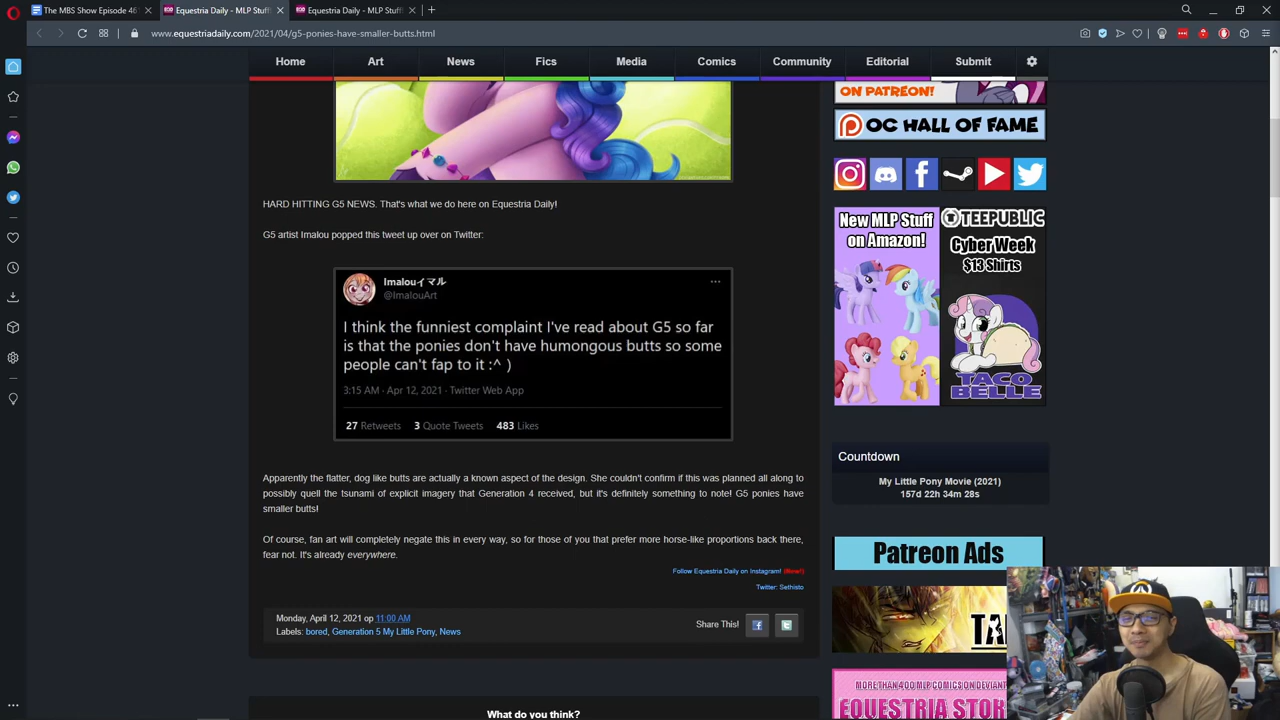 The MBS Show Episode 46
Equestria Daily - MLP Stuff
Equestria Daily - MLP Stuff
www.equestriadaily.com/2021/04/g5-ponies-have-smaller-butts.html
Home Art News Fics Media Comics Community Editorial Submit
ON PATREON!
OC HALL OF FAME
HARD HITTING G5 NEWS. That's what we do here on Equestria Daily!
G5 artist Imalou popped this tweet up over on Twitter:
Imalouイマル
@ImalouArt
I think the funniest complaint I've read about G5 so far
is that the ponies don't have humongous butts so some
people can't fap to it :^ )
3:15 AM · Apr 12, 2021 · Twitter Web App
27 Retweets 3 Quote Tweets 483 Likes
Apparently the flatter, dog like butts are actually a known aspect of the design. She couldn't confirm if this was planned all along to
possibly quell the tsunami of explicit imagery that Generation 4 received, but it's definitely something to note! G5 ponies have
smaller butts!
Of course, fan art will completely negate this in every way, so for those of you that prefer more horse-like proportions back there,
fear not. It's already everywhere.
Follow Equestria Daily on Instagram! (New!)
Twitter: Sethisto
Monday, April 12, 2021 op 11:00 AM
Labels: bored, Generation 5 My Little Pony, News
Share This!
What do you think?
New MLP Stuff
on Amazon!
TEEPUBLIC
Cyber Week
$13 Shirts
TACO
BELLE
Countdown
My Little Pony Movie (2021)
157d 22h 34m 28s
Patreon Ads
MORE THAN 400 MLP COMICS ON DEVIANT
EQUESTRIA STOR